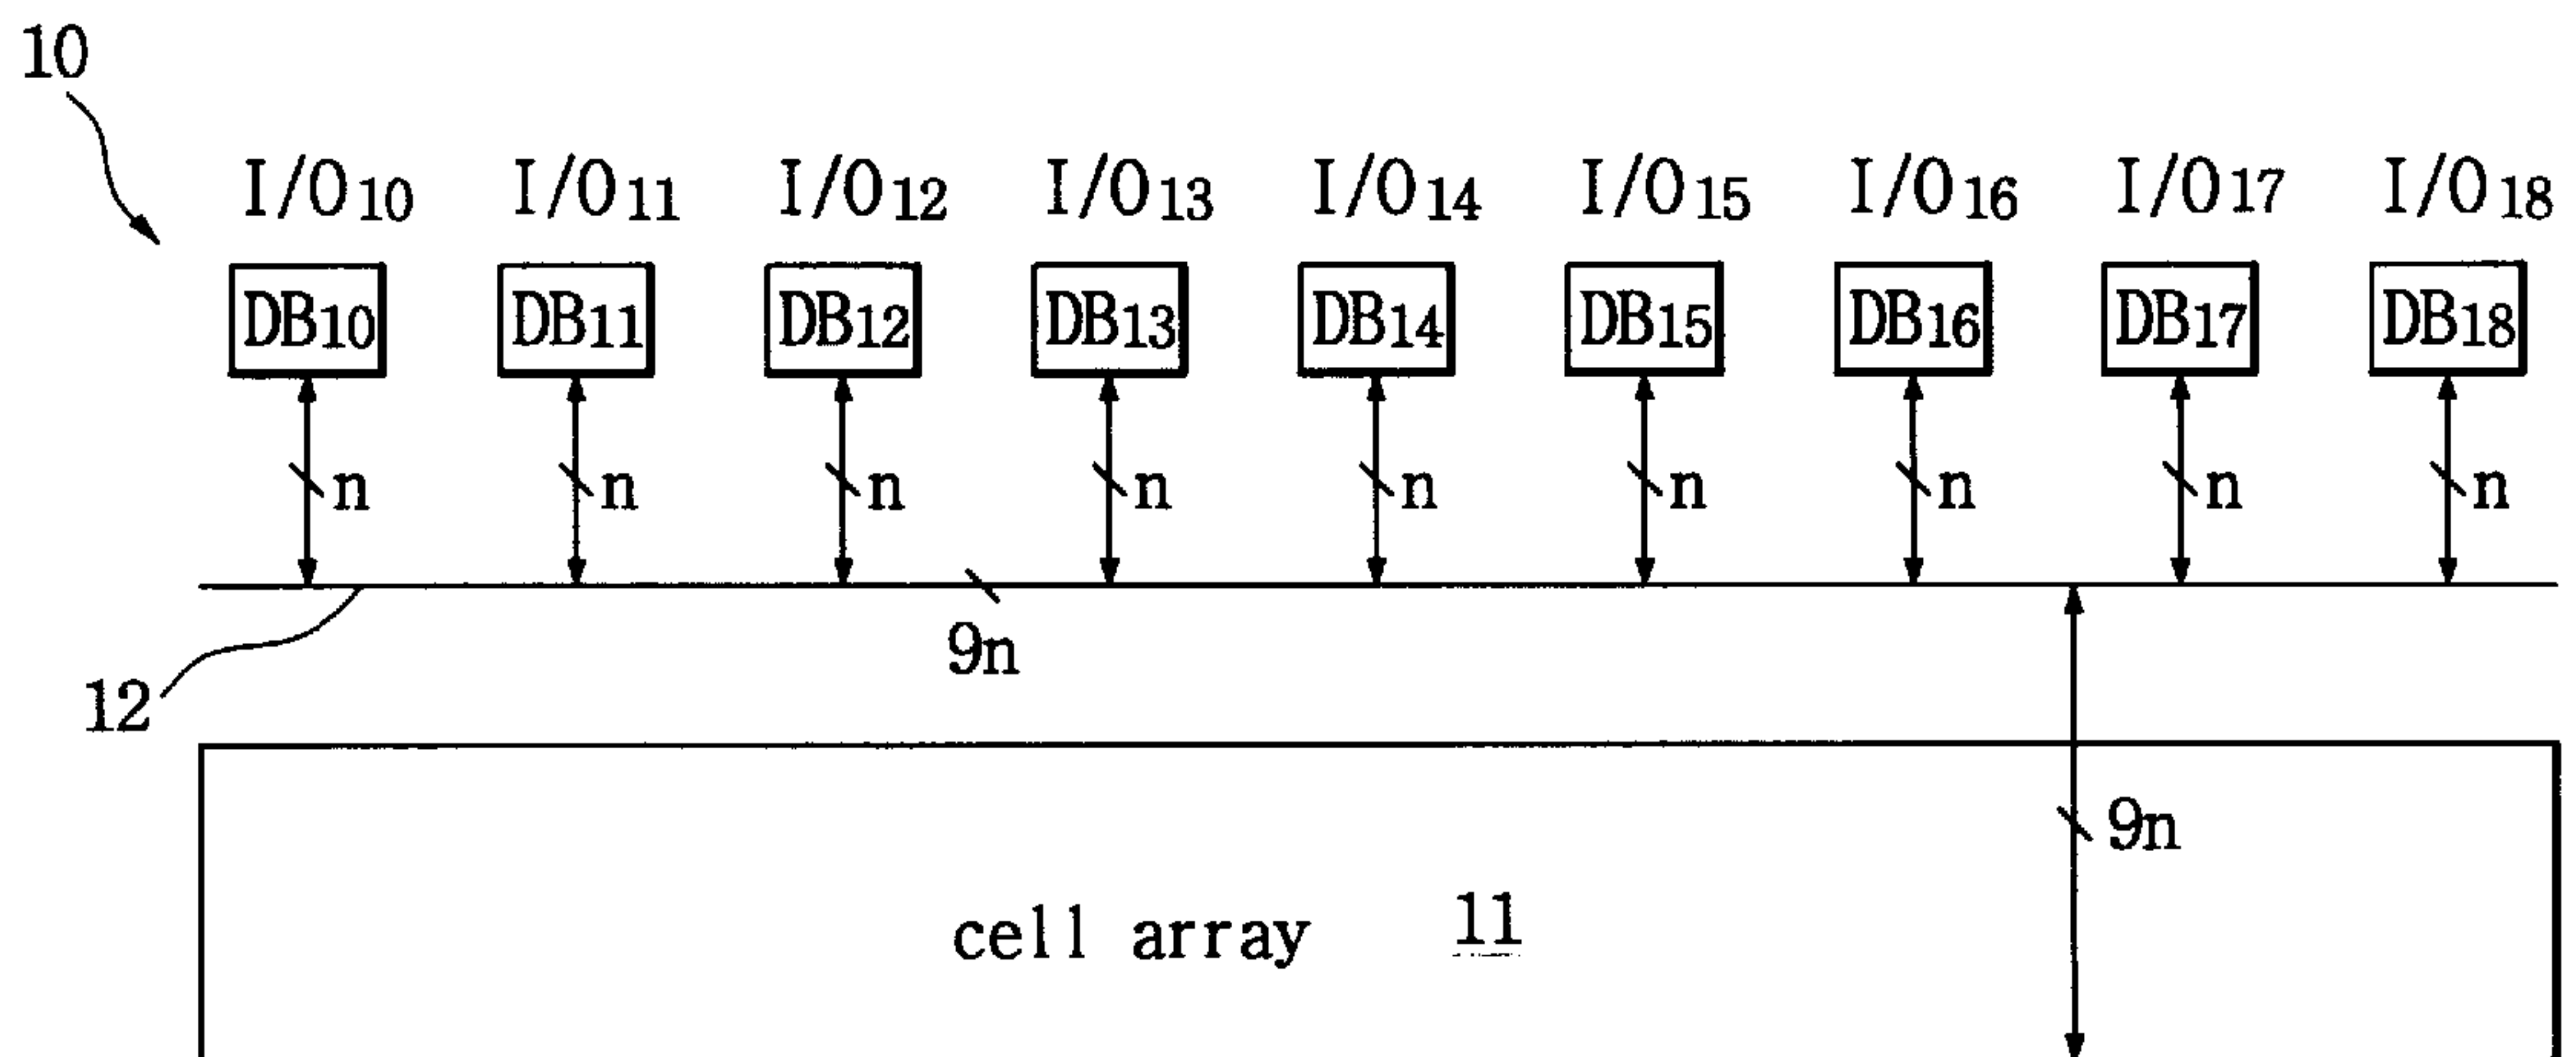 10
I/O10 I/O11 I/O12 I/O13 I/O14 I/O15 I/O16 I/O17 I/O18
DB10 DB11 DB12 DB13 DB14 DB15 DB16 DB17 DB18
n n n n n n n n n
9n
12
9n
cell array 11